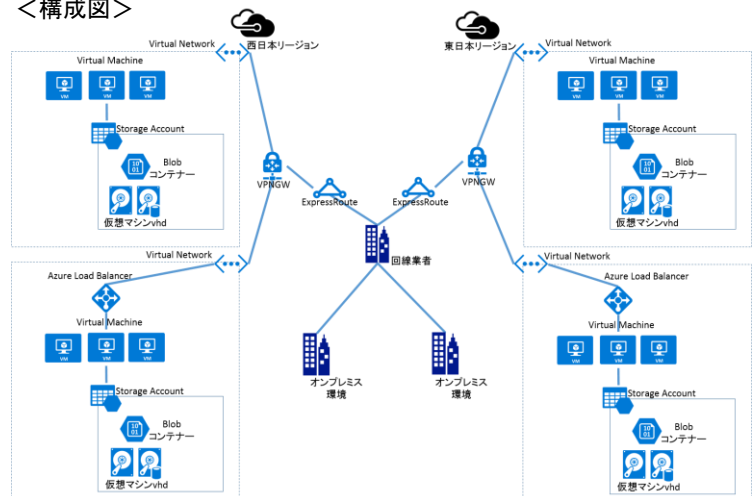 ＜構成図＞
西日本リージョン
東日本リージョン
Virtual Network
Virtual Machine
VM
VM
VM
Storage Account
Blob
コンテナー
仮想マシンvhd
Virtual Network
Virtual Machine
VM
VM
VM
Storage Account
Blob
コンテナー
仮想マシンvhd
VPNGW
ExpressRoute
ExpressRoute
VPNGW
回線業者
オンプレミス
環境
オンプレミス
環境
Virtual Network
Azure Load Balancer
Virtual Machine
VM
VM
VM
Storage Account
10
01
Blob
コンテナー
仮想マシンvhd
Virtual Network
Azure Load Balancer
Virtual Machine
VM
VM
VM
Storage Account
10
01
Blob
コンテナー
仮想マシンvhd